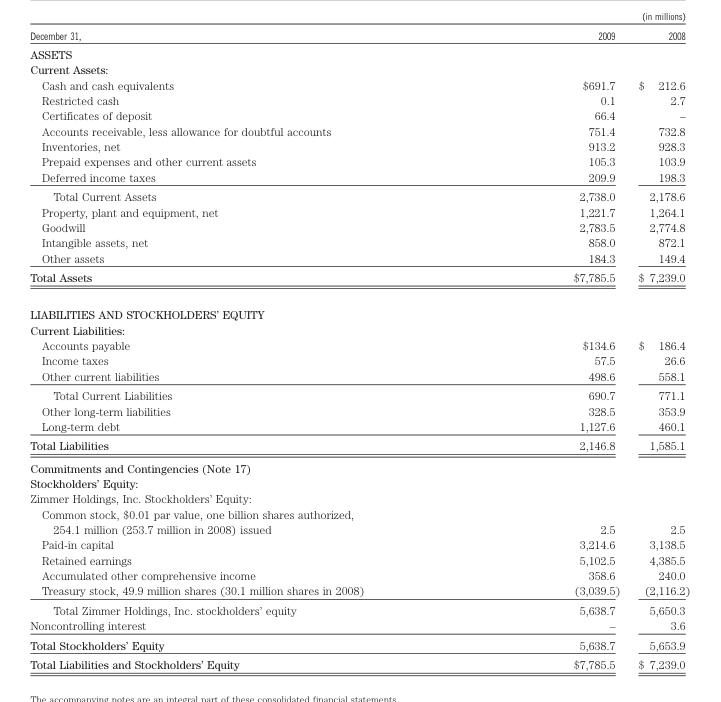 (in millions)
December 31, 2009 2008
ASSETS
Current Assets:
Cash and cash equivalents $691.7 $ 212.6
Restricted cash 0.1 2.7
Certificates of deposit 66.4 –
Accounts receivable, less allowance for doubtful accounts 751.4 732.8
Inventories, net 913.2 928.3
Prepaid expenses and other current assets 105.3 103.9
Deferred income taxes 209.9 198.3
Total Current Assets 2,738.0 2,178.6
Property, plant and equipment, net 1,221.7 1,264.1
Goodwill 2,783.5 2,774.8
Intangible assets, net 858.0 872.1
Other assets 184.3 149.4
Total Assets $7,785.5 $ 7,239.0
LIABILITIES AND STOCKHOLDERS' EQUITY
Current Liabilities:
Accounts payable $134.6 $ 186.4
Income taxes 57.5 26.6
Other current liabilities 498.6 558.1
Total Current Liabilities 690.7 771.1
Other long-term liabilities 328.5 353.9
Long-term debt 1,127.6 460.1
Total Liabilities 2,146.8 1,585.1
Commitments and Contingencies (Note 17)
Stockholders' Equity:
Zimmer Holdings, Inc. Stockholders' Equity:
Common stock, $0.01 par value, one billion shares authorized,
254.1 million (253.7 million in 2008) issued 2.5 2.5
Paid-in capital 3,214.6 3,138.5
Retained earnings 5,102.5 4,385.5
Accumulated other comprehensive income 358.6 240.0
Treasury stock, 49.9 million shares (30.1 million shares in 2008) (3,039.5) (2,116.2)
Total Zimmer Holdings, Inc. stockholders' equity 5,638.7 5,650.3
Noncontrolling interest – 3.6
Total Stockholders' Equity 5,638.7 5,653.9
Total Liabilities and Stockholders' Equity $7,785.5 $ 7,239.0
The accompanying notes are an integral part of these consolidated financial statements.